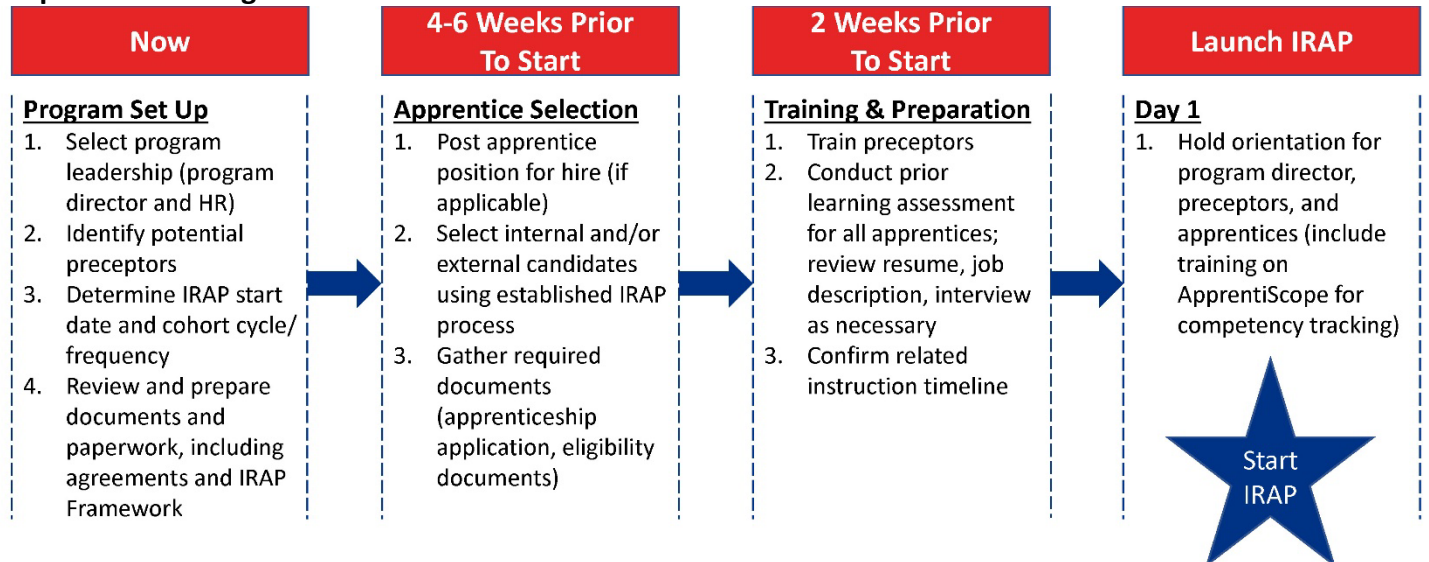 Now
Program Set Up
1. Select program
leadership (program
director and HR)
2. Identify potential
preceptors
3. Determine IRAP start
date and cohort cycle/
frequency
4. Review and prepare
documents and
paperwork, including
agreements and IRAP
Framework
4-6 Weeks Prior
To Start
Apprentice Selection
1. Post apprentice
position for hire (if
applicable)
2. Select internal and/or
external candidates
using established IRAP
process
3. Gather required
documents
(apprenticeship
application, eligibility
documents)
2 Weeks Prior
To Start
Training & Preparation
1. Train preceptors
2. Conduct prior
learning assessment
for all apprentices;
review resume, job
description, interview
as necessary
3. Confirm related
instruction timeline
Launch IRAP
Day 1
1. Hold orientation for
program director,
preceptors, and
apprentices (include
training on
ApprentiScope for
competency tracking)
Start
IRAP